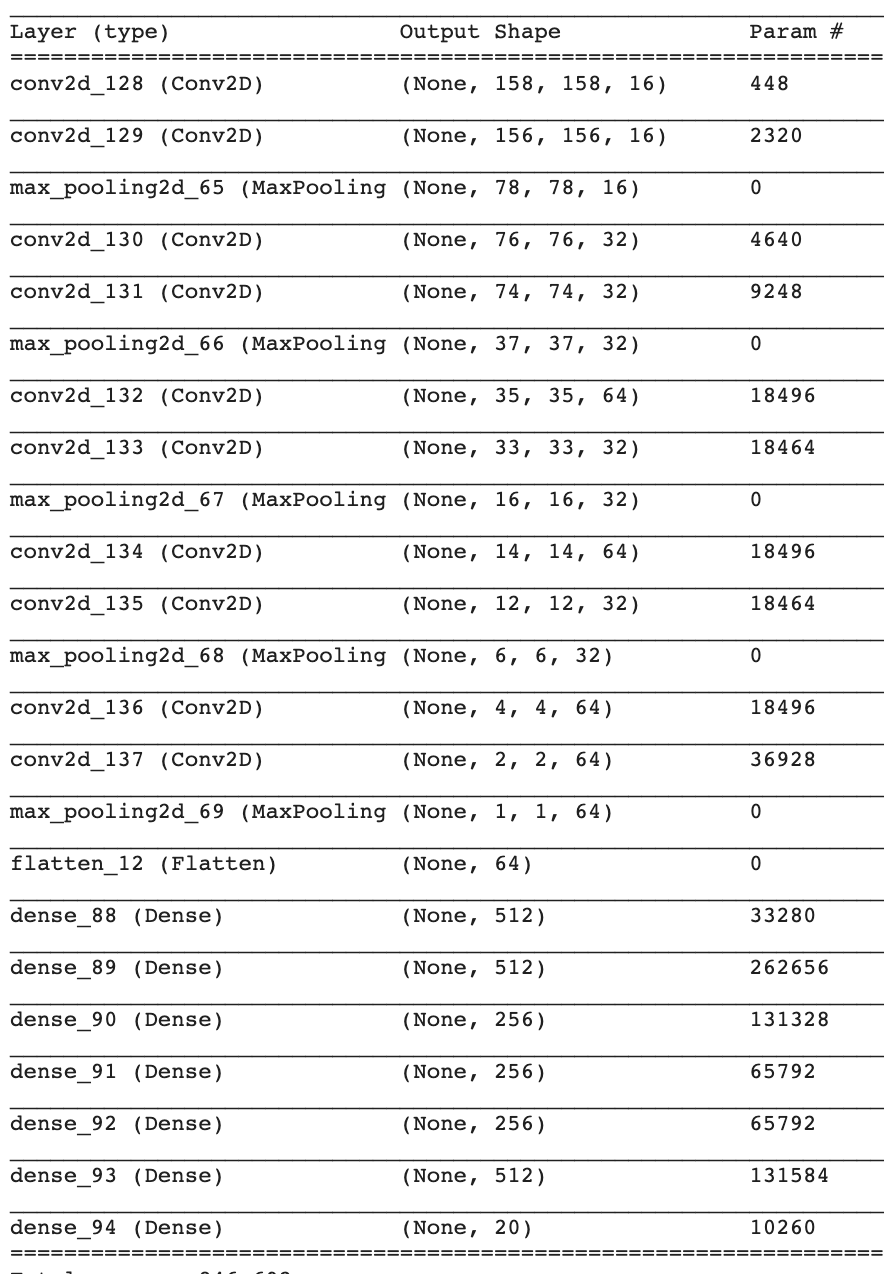 Layer (type) Output Shape Param #
=================================================================
conv2d_128 (Conv2D) (None, 158, 158, 16) 448
conv2d_129 (Conv2D) (None, 156, 156, 16) 2320
max_pooling2d_65 (MaxPooling (None, 78, 78, 16) 0
conv2d_130 (Conv2D) (None, 76, 76, 32) 4640
conv2d_131 (Conv2D) (None, 74, 74, 32) 9248
max_pooling2d_66 (MaxPooling (None, 37, 37, 32) 0
conv2d_132 (Conv2D) (None, 35, 35, 64) 18496
conv2d_133 (Conv2D) (None, 33, 33, 32) 18464
max_pooling2d_67 (MaxPooling (None, 16, 16, 32) 0
conv2d_134 (Conv2D) (None, 14, 14, 64) 18496
conv2d_135 (Conv2D) (None, 12, 12, 32) 18464
max_pooling2d_68 (MaxPooling (None, 6, 6, 32) 0
conv2d_136 (Conv2D) (None, 4, 4, 64) 18496
conv2d_137 (Conv2D) (None, 2, 2, 64) 36928
max_pooling2d_69 (MaxPooling (None, 1, 1, 64) 0
flatten_12 (Flatten) (None, 64) 0
dense_88 (Dense) (None, 512) 33280
dense_89 (Dense) (None, 512) 262656
dense_90 (Dense) (None, 256) 131328
dense_91 (Dense) (None, 256) 65792
dense_92 (Dense) (None, 256) 65792
dense_93 (Dense) (None, 512) 131584
dense_94 (Dense) (None, 20) 10260
=================================================================